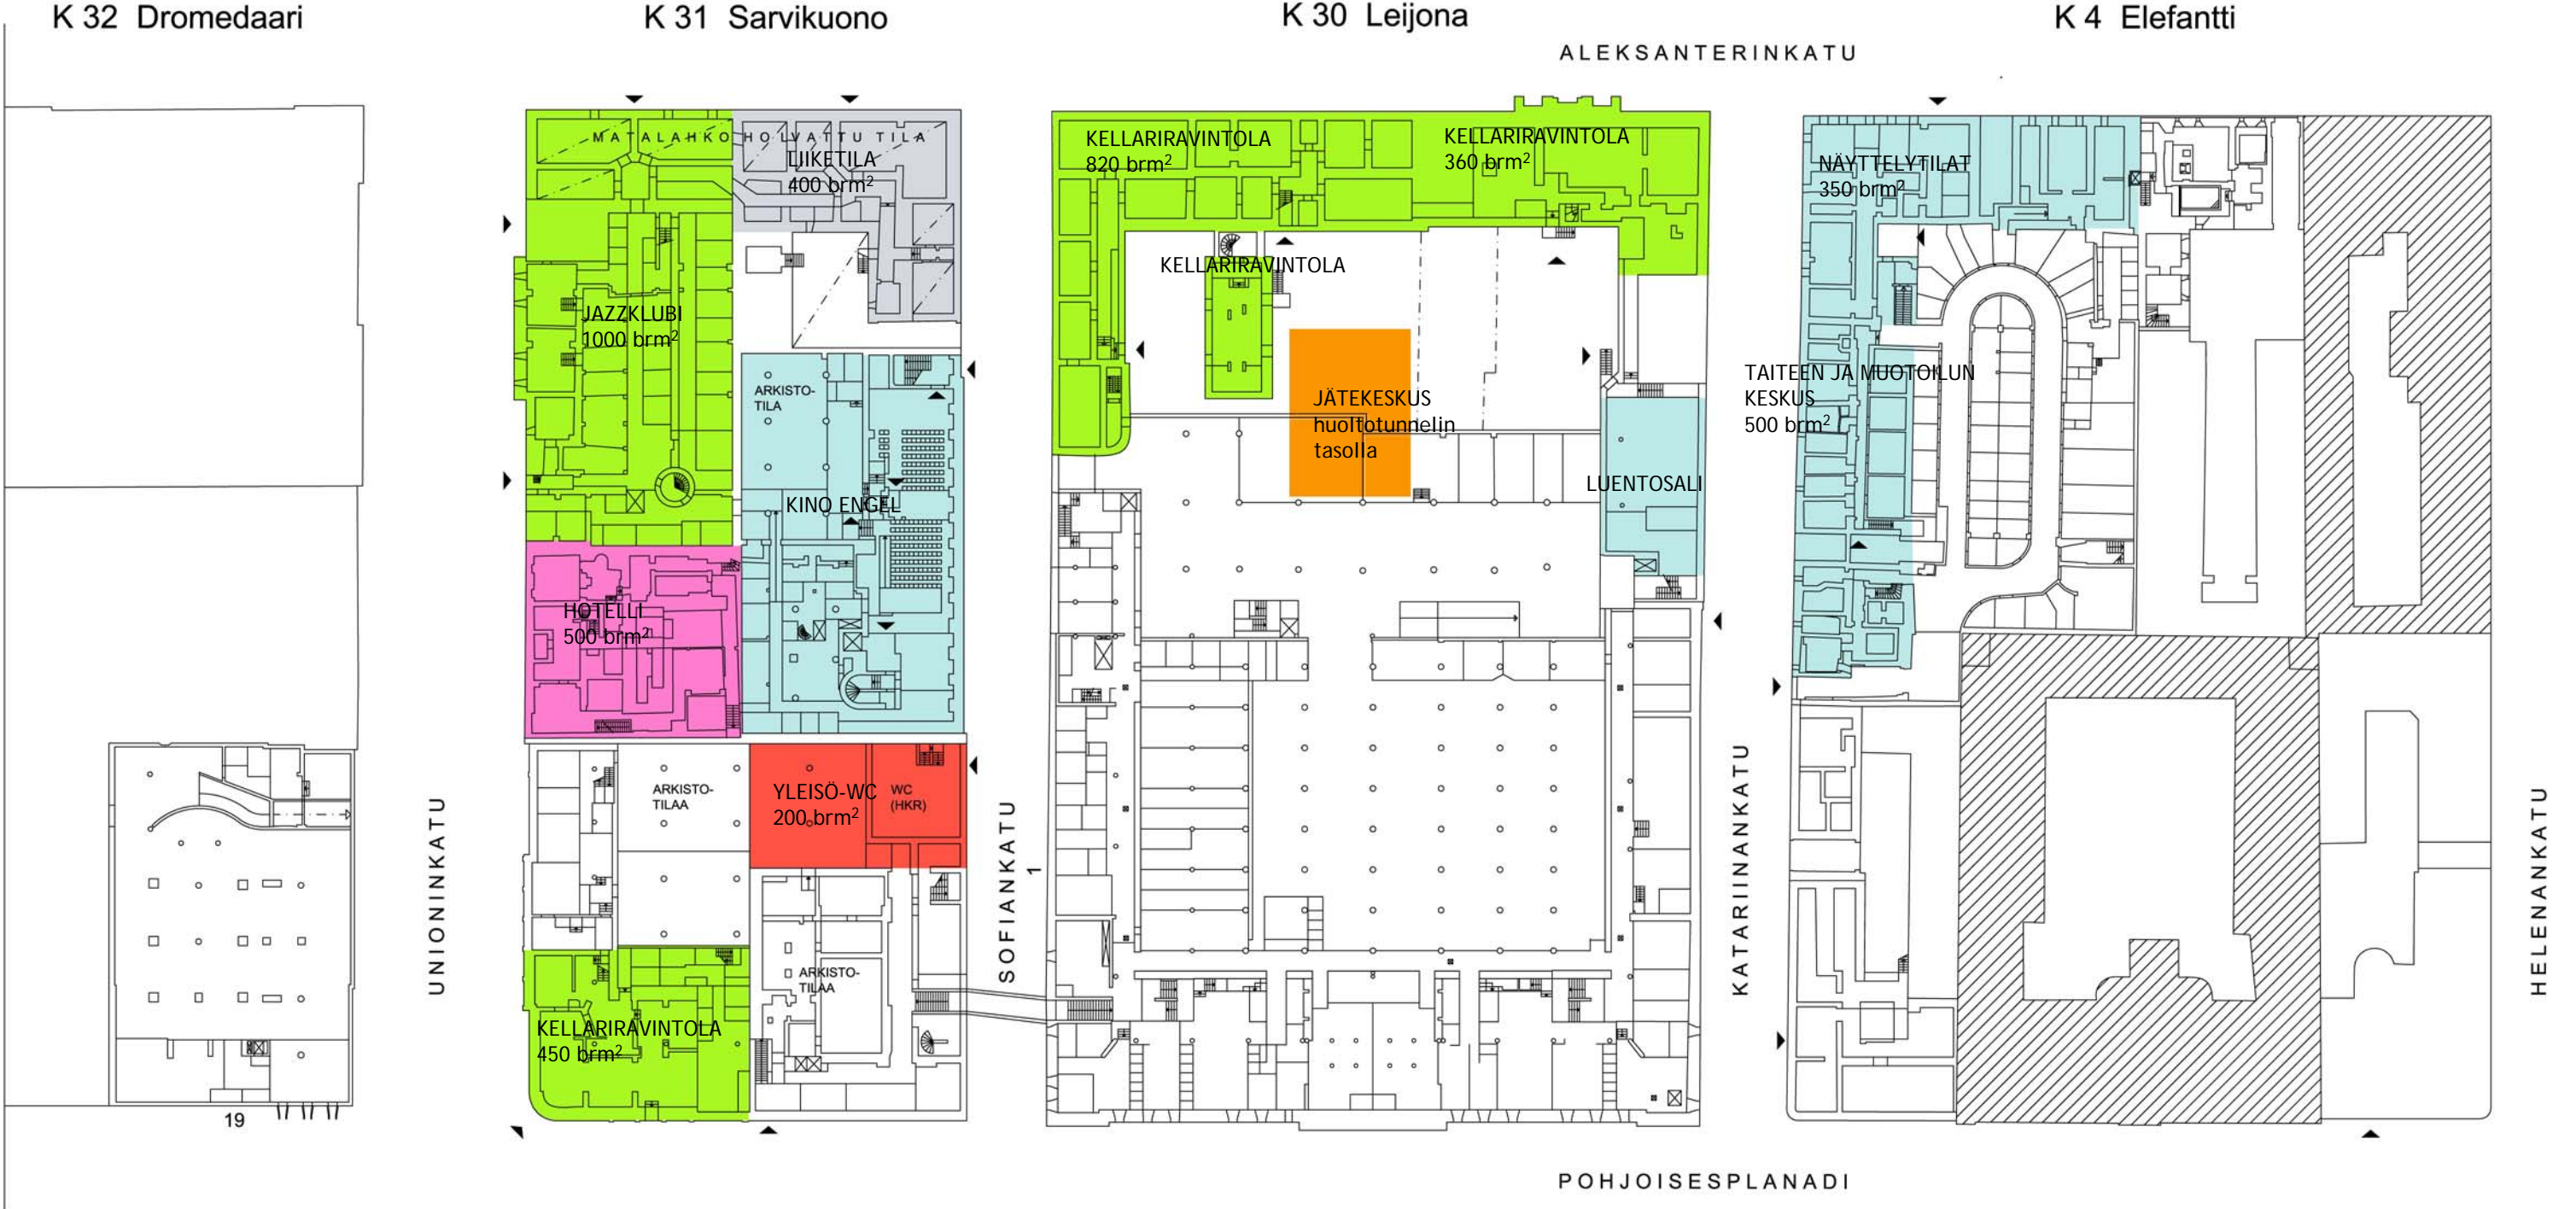 K 32 Dromedaari
K 31 Sarvikuono
K 30 Leijona
K 4 Elefantti
ALEKSANTERINKATU
MATALAHKO HOLVATTU TILA
LIIKETILA
400 brm²
JAZZKLUBI
1000 brm²
ARKISTO-
TILA
KINO ENGEL
HOTELLI
500 brm²
ARKISTO-
TILAA
YLEISÖ-WC
200 brm²
WC
(HKR)
ARKISTO-
TILAA
KELLARIRAVINTOLA
450 brm²
KELLARIRAVINTOLA
820 brm²
KELLARIRAVINTOLA
360 brm²
KELLARIRAVINTOLA
JÄTEKESKUS
huoltotunnelin
tasolla
LUENTOSALI
NÄYTTELYTILAT
350 brm²
TAITEEN JA MUOTOILUN
KESKUS
500 brm²
UNIONINKATU
SOFIANKATU
1
KATARIINANKATU
HELENANKATU
19
POHJOISESPLANADI